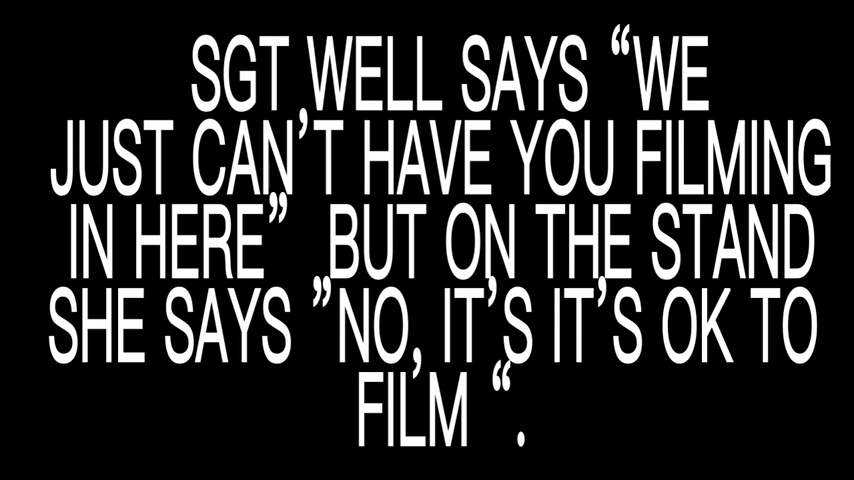 SGT WELL SAYS “WE
JUST CAN’T HAVE YOU FILMING
IN HERE”  BUT ON THE STAND
SHE SAYS ”NO, IT’S IT’S OK TO
FILM “.